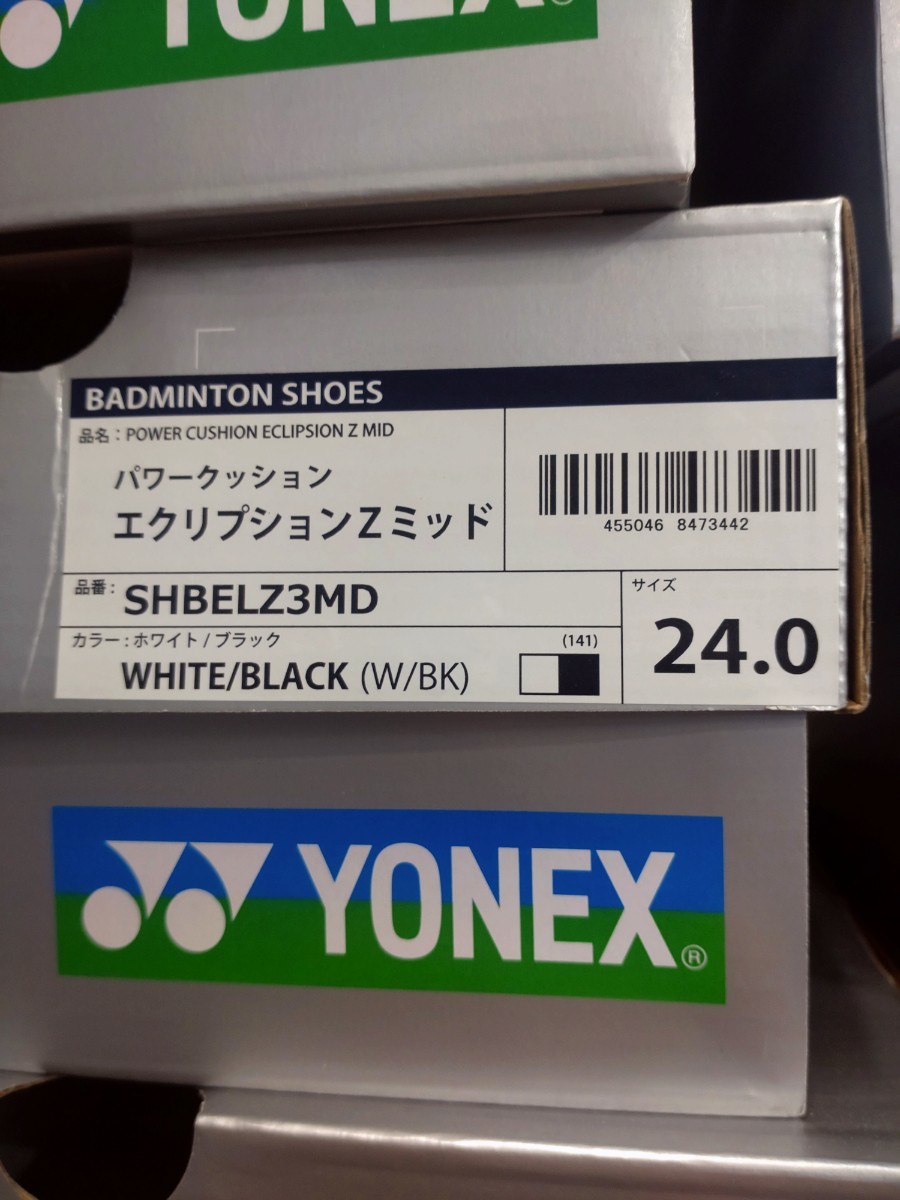 YONEX
BADMINTON SHOES
品名：POWER CUSHION ECLIPSION Z MID
パワークッション
エクリプションZミッド
455046 8473442
品番：
SHBELZ3MD
サイズ
24.0
カラー：ホワイト / ブラック
(141)
WHITE/BLACK (W/BK)
YONEX®